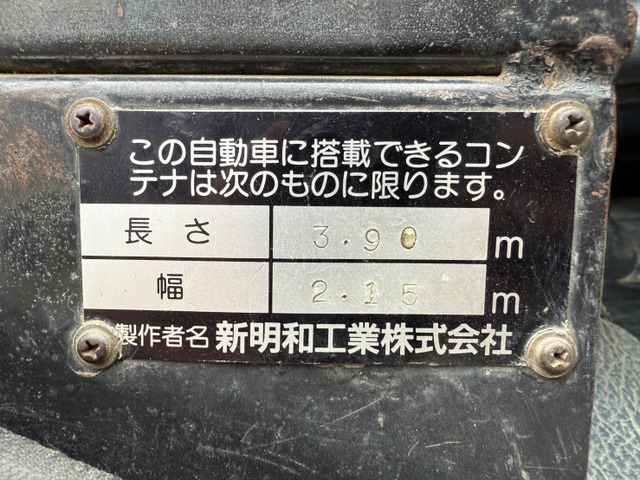 この自動車に搭載できるコン
テナは次のものに限ります。
長さ 3.90 m
幅 2.15 m
製作者名 新明和工業株式会社